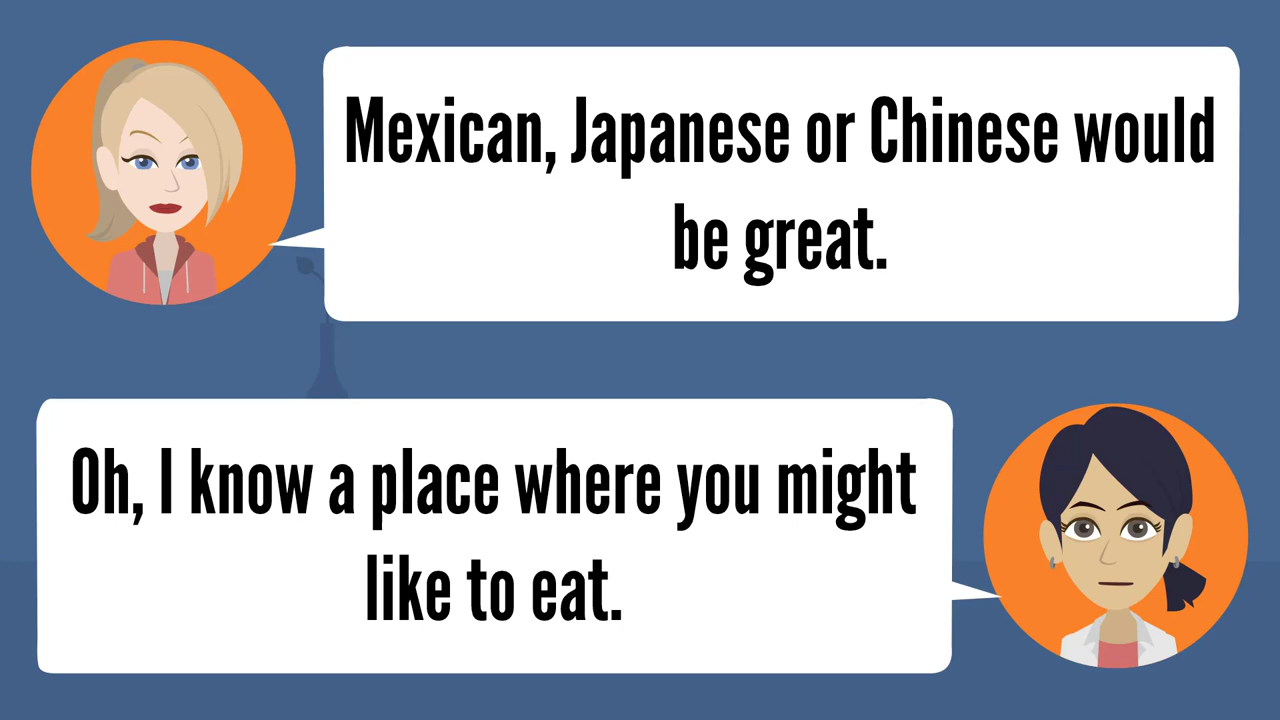 Mexican, Japanese or Chinese would
be great.
Oh, I know a place where you might
like to eat.